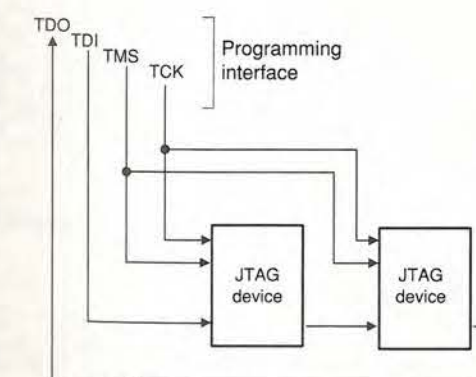 TDO
TDI
TMS
TCK
Programming
interface
JTAG
device
JTAG
device